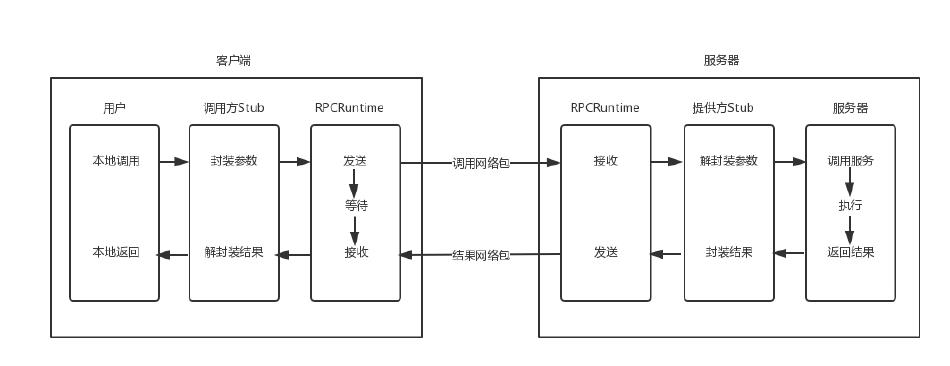 客户端
服务器
用户
调用方Stub
RPCRuntime
RPCRuntime
提供方Stub
服务器
本地调用
封装参数
发送
调用网络包
接收
解封装参数
调用服务
等待
执行
本地返回
解封装结果
接收
结果网络包
发送
封装结果
返回结果